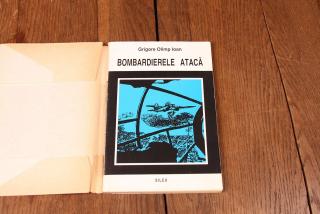 Grigore Olimp Ioan
BOMBARDIERELE ATACĂ
SILEX